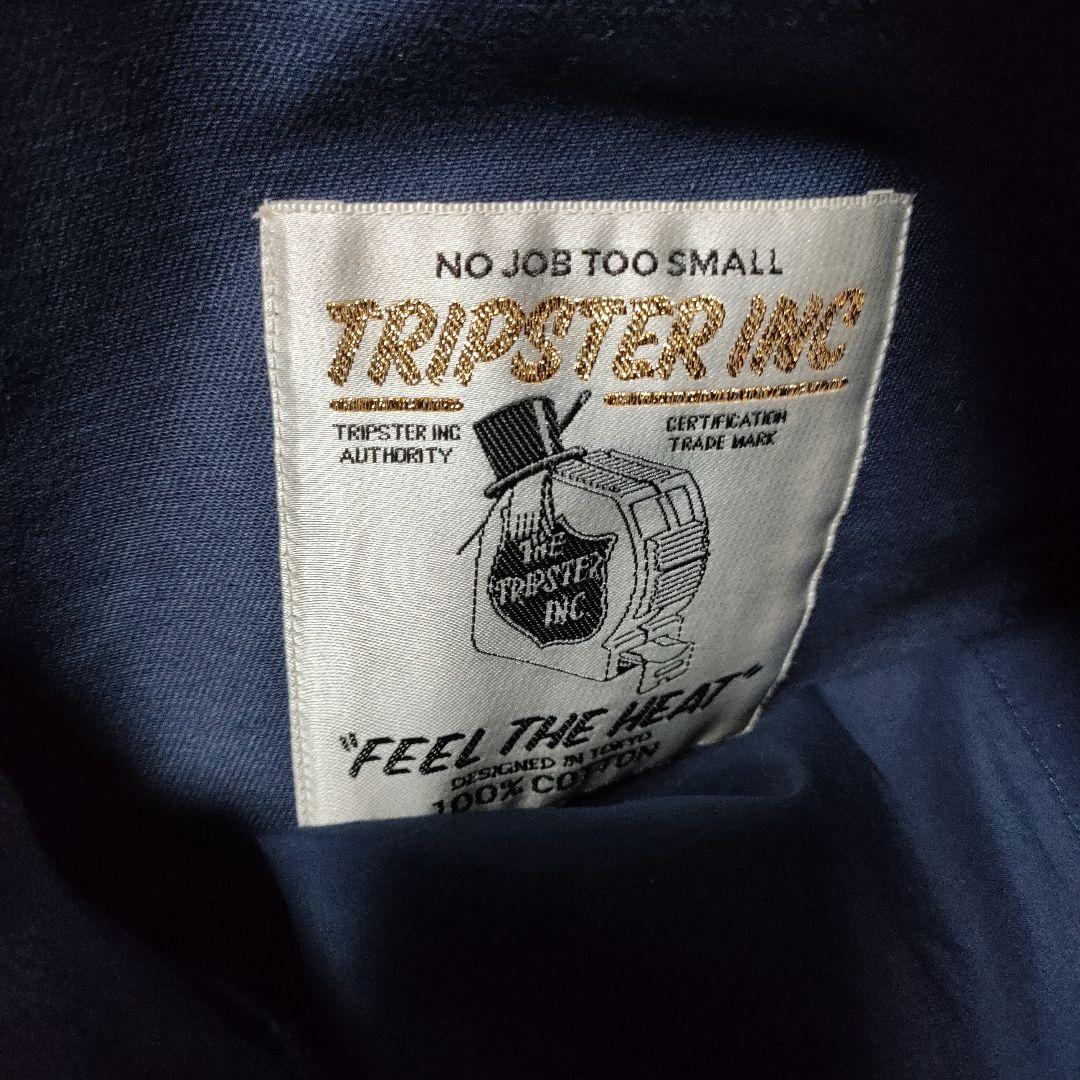 NO JOB TOO SMALL
TRIPSTER INC
TRIPSTER INC
AUTHORITY
CERTIFICATION
TRADE MARK
THE
TRIPSTER
INC.
"FEEL THE HEAT"
DESIGNED IN TOKYO
100% COTTON